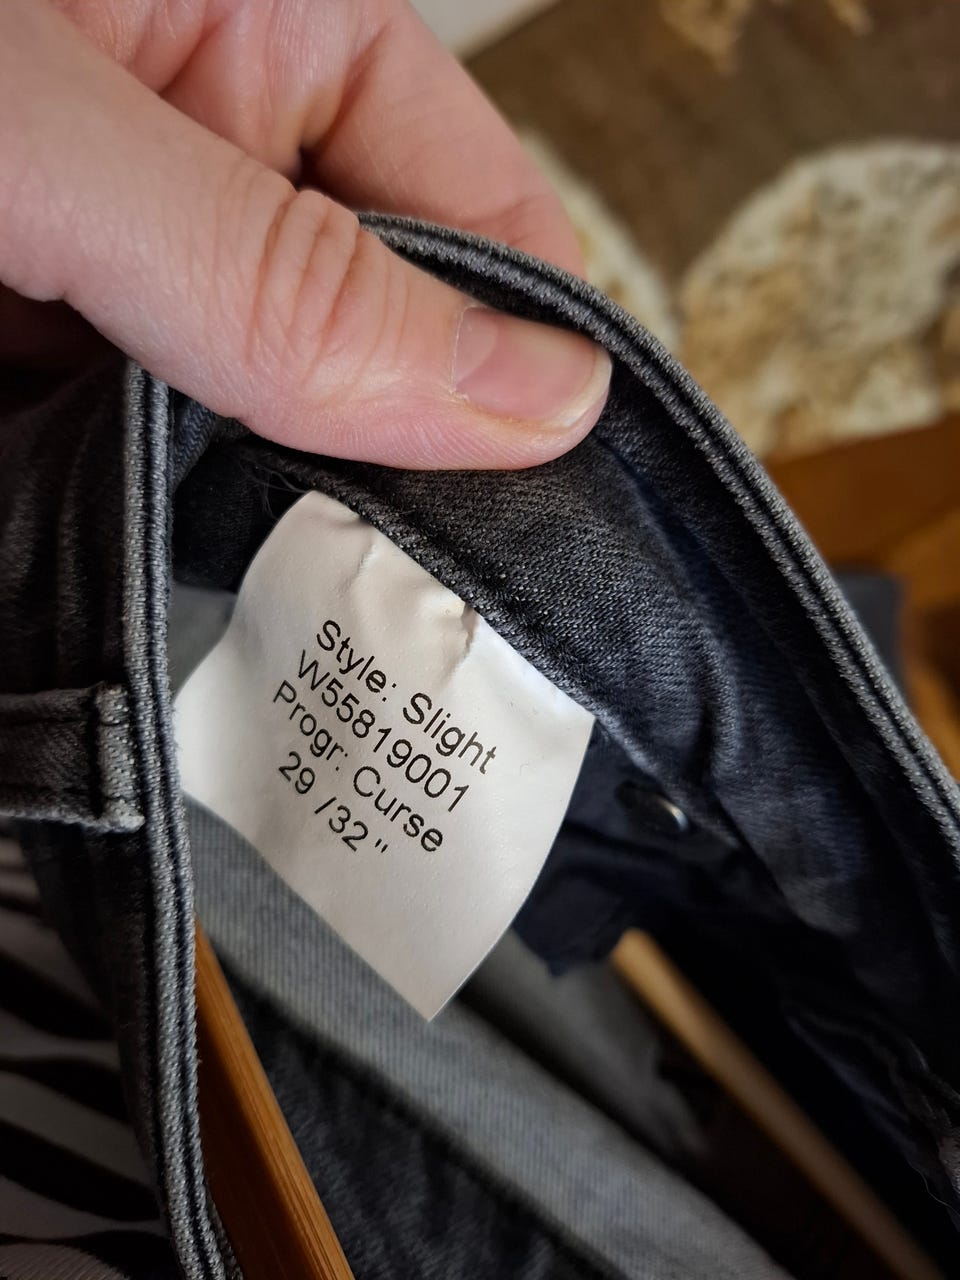 Style: Slight
W55819001
Progr: Curse
29 /32 "